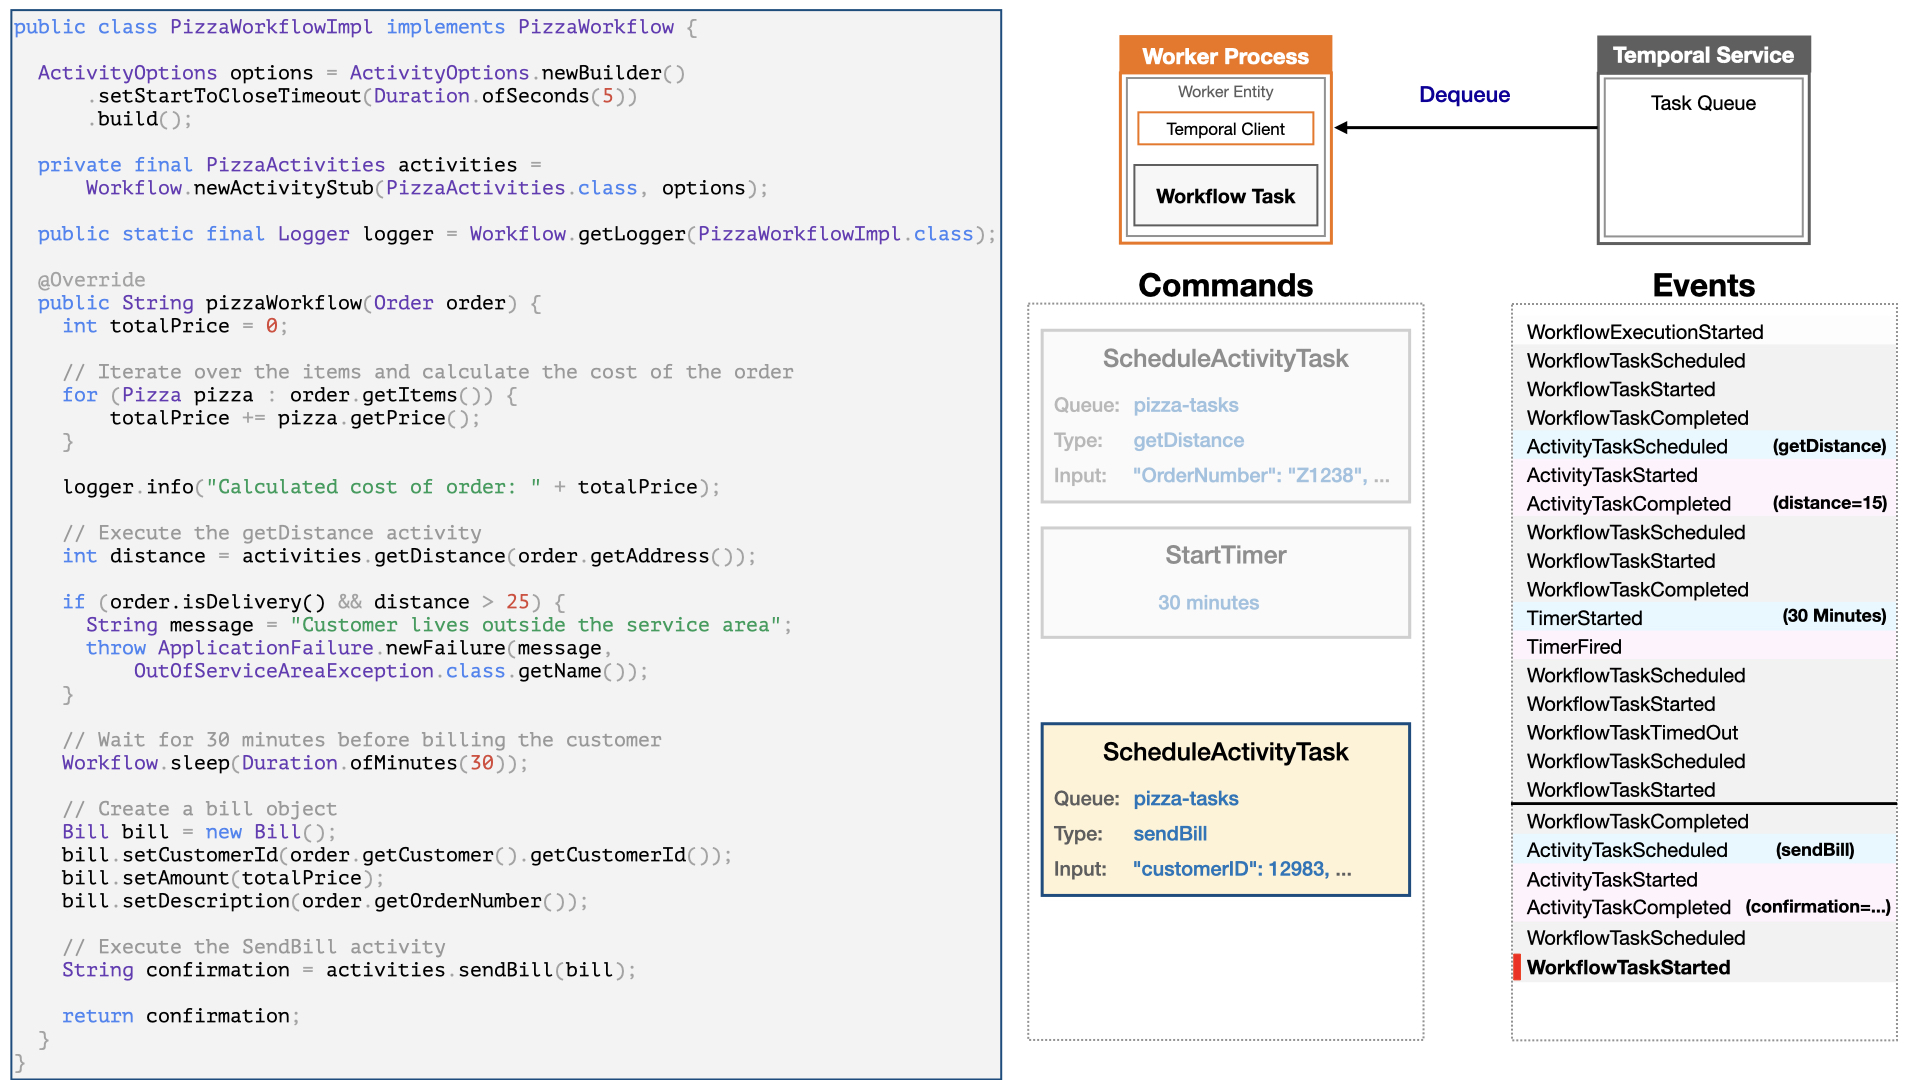 public class PizzaWorkflowImpl implements PizzaWorkflow {
ActivityOptions options = ActivityOptions.newBuilder()
.setStartToCloseTimeout(Duration.ofSeconds(5))
.build();
private final PizzaActivities activities =
Workflow.newActivityStub(PizzaActivities.class, options);
public static final Logger logger = Workflow.getLogger(PizzaWorkflowImpl.class);
@Override
public String pizzaWorkflow(Order order) {
int totalPrice = 0;
// Iterate over the items and calculate the cost of the order
for (Pizza pizza : order.getItems()) {
totalPrice += pizza.getPrice();
}
logger.info("Calculated cost of order: " + totalPrice);
// Execute the getDistance activity
int distance = activities.getDistance(order.getAddress());
if (order.isDelivery() && distance > 25) {
String message = "Customer lives outside the service area";
throw ApplicationFailure.newFailure(message,
OutOfServiceAreaException.class.getName());
}
// Wait for 30 minutes before billing the customer
Workflow.sleep(Duration.ofMinutes(30));
// Create a bill object
Bill bill = new Bill();
bill.setCustomerId(order.getCustomer().getCustomerId());
bill.setAmount(totalPrice);
bill.setDescription(order.getOrderNumber());
// Execute the SendBill activity
String confirmation = activities.sendBill(bill);
return confirmation;
}
}
Worker Process
Worker Entity
Temporal Client
Workflow Task
Dequeue
Temporal Service
Task Queue
Commands
ScheduleActivityTask
Queue: pizza-tasks
Type: getDistance
Input: "OrderNumber": "Z1238", ...
StartTimer
30 minutes
ScheduleActivityTask
Queue: pizza-tasks
Type: sendBill
Input: "customerID": 12983, ...
Events
WorkflowExecutionStarted
WorkflowTaskScheduled
WorkflowTaskStarted
WorkflowTaskCompleted
ActivityTaskScheduled (getDistance)
ActivityTaskStarted
ActivityTaskCompleted (distance=15)
WorkflowTaskScheduled
WorkflowTaskStarted
WorkflowTaskCompleted
TimerStarted (30 Minutes)
TimerFired
WorkflowTaskScheduled
WorkflowTaskStarted
WorkflowTaskTimedOut
WorkflowTaskScheduled
WorkflowTaskStarted
WorkflowTaskCompleted
ActivityTaskScheduled (sendBill)
ActivityTaskStarted
ActivityTaskCompleted (confirmation=...)
WorkflowTaskScheduled
WorkflowTaskStarted